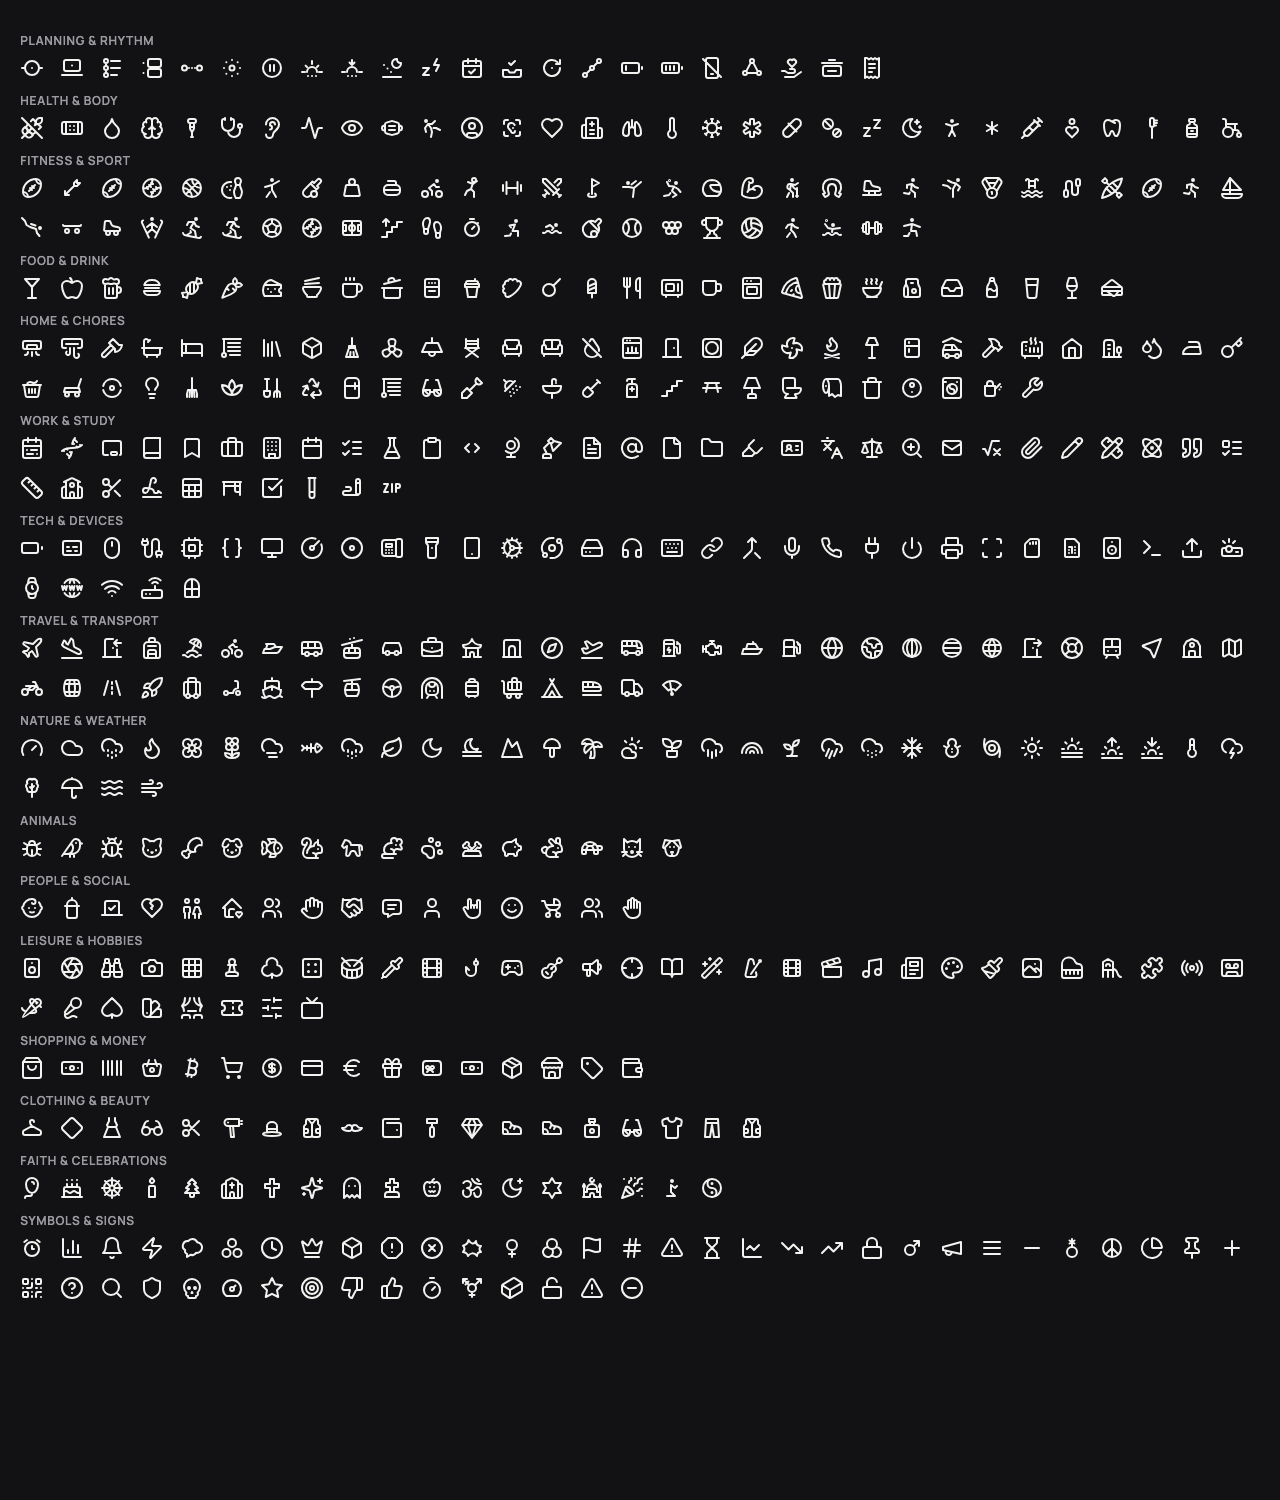 PLANNING & RHYTHM
HEALTH & BODY
FITNESS & SPORT
FOOD & DRINK
HOME & CHORES
WORK & STUDY
ZIP
TECH & DEVICES
TRAVEL & TRANSPORT
NATURE & WEATHER
ANIMALS
PEOPLE & SOCIAL
LEISURE & HOBBIES
SHOPPING & MONEY
CLOTHING & BEAUTY
FAITH & CELEBRATIONS
SYMBOLS & SIGNS